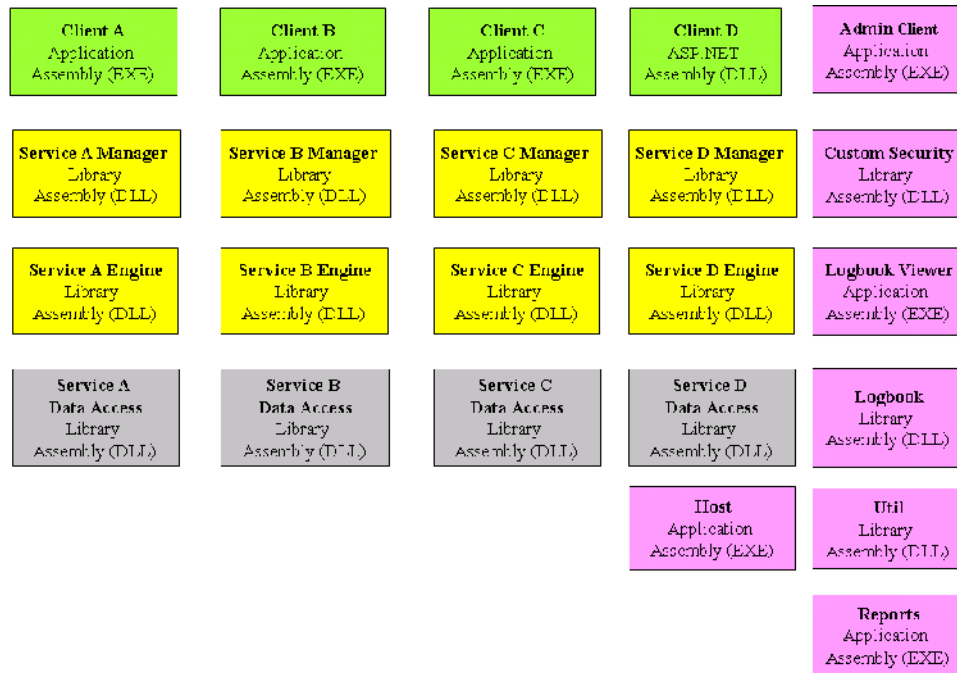 Client A
Application
Assembly (EXE)
Client B
Application
Assembly (EXE)
Client C
Application
Assembly (EXE)
Client D
ASP.NET
Assembly (DLL)
Admin Client
Application
Assembly (EXE)
Service A Manager
Library
Assembly (DLL)
Service B Manager
Library
Assembly (DLL)
Service C Manager
Library
Assembly (DLL)
Service D Manager
Library
Assembly (DLL)
Custom Security
Library
Assembly (DLL)
Service A Engine
Library
Assembly (DLL)
Service B Engine
Library
Assembly (DLL)
Service C Engine
Library
Assembly (DLL)
Service D Engine
Library
Assembly (DLL)
Logbook Viewer
Application
Assembly (EXE)
Service A
Data Access
Library
Assembly (DLL)
Service B
Data Access
Library
Assembly (DLL)
Service C
Data Access
Library
Assembly (DLL)
Service D
Data Access
Library
Assembly (DLL)
Logbook
Library
Assembly (DLL)
Host
Application
Assembly (EXE)
Util
Library
Assembly (DLL)
Reports
Application
Assembly (EXE)